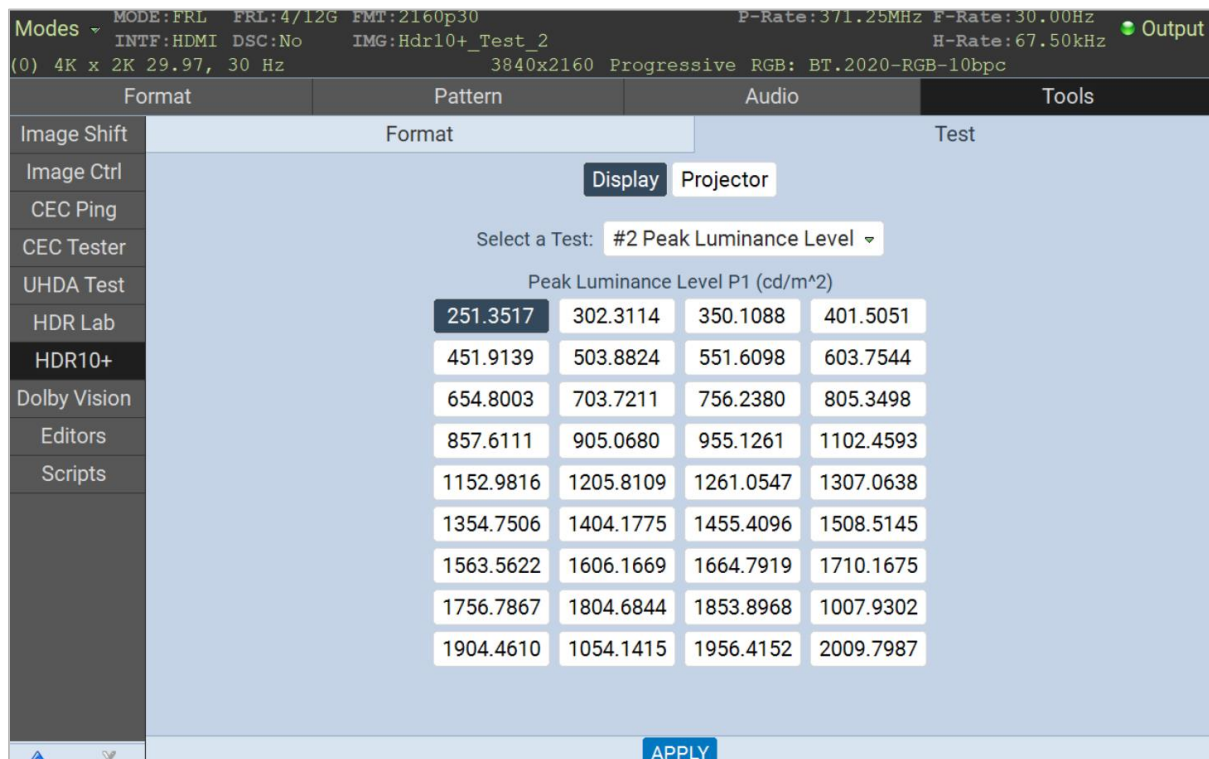 Modes MODE:FRL FRL:4/12G FMT:2160p30 P-Rate:371.25MHz F-Rate:30.00Hz Output
INTF:HDMI DSC:No IMG:Hdr10+_Test_2 H-Rate:67.50kHz
(0) 4K x 2K 29.97, 30 Hz 3840x2160 Progressive RGB: BT.2020-RGB-10bpc
Format Pattern Audio Tools
Image Shift
Image Ctrl
CEC Ping
CEC Tester
UHDA Test
HDR Lab
HDR10+
Dolby Vision
Editors
Scripts
Format Test
Display Projector
Select a Test: #2 Peak Luminance Level
Peak Luminance Level P1 (cd/m^2)
251.3517 302.3114 350.1088 401.5051
451.9139 503.8824 551.6098 603.7544
654.8003 703.7211 756.2380 805.3498
857.6111 905.0680 955.1261 1102.4593
1152.9816 1205.8109 1261.0547 1307.0638
1354.7506 1404.1775 1455.4096 1508.5145
1563.5622 1606.1669 1664.7919 1710.1675
1756.7867 1804.6844 1853.8968 1007.9302
1904.4610 1054.1415 1956.4152 2009.7987
APPLY